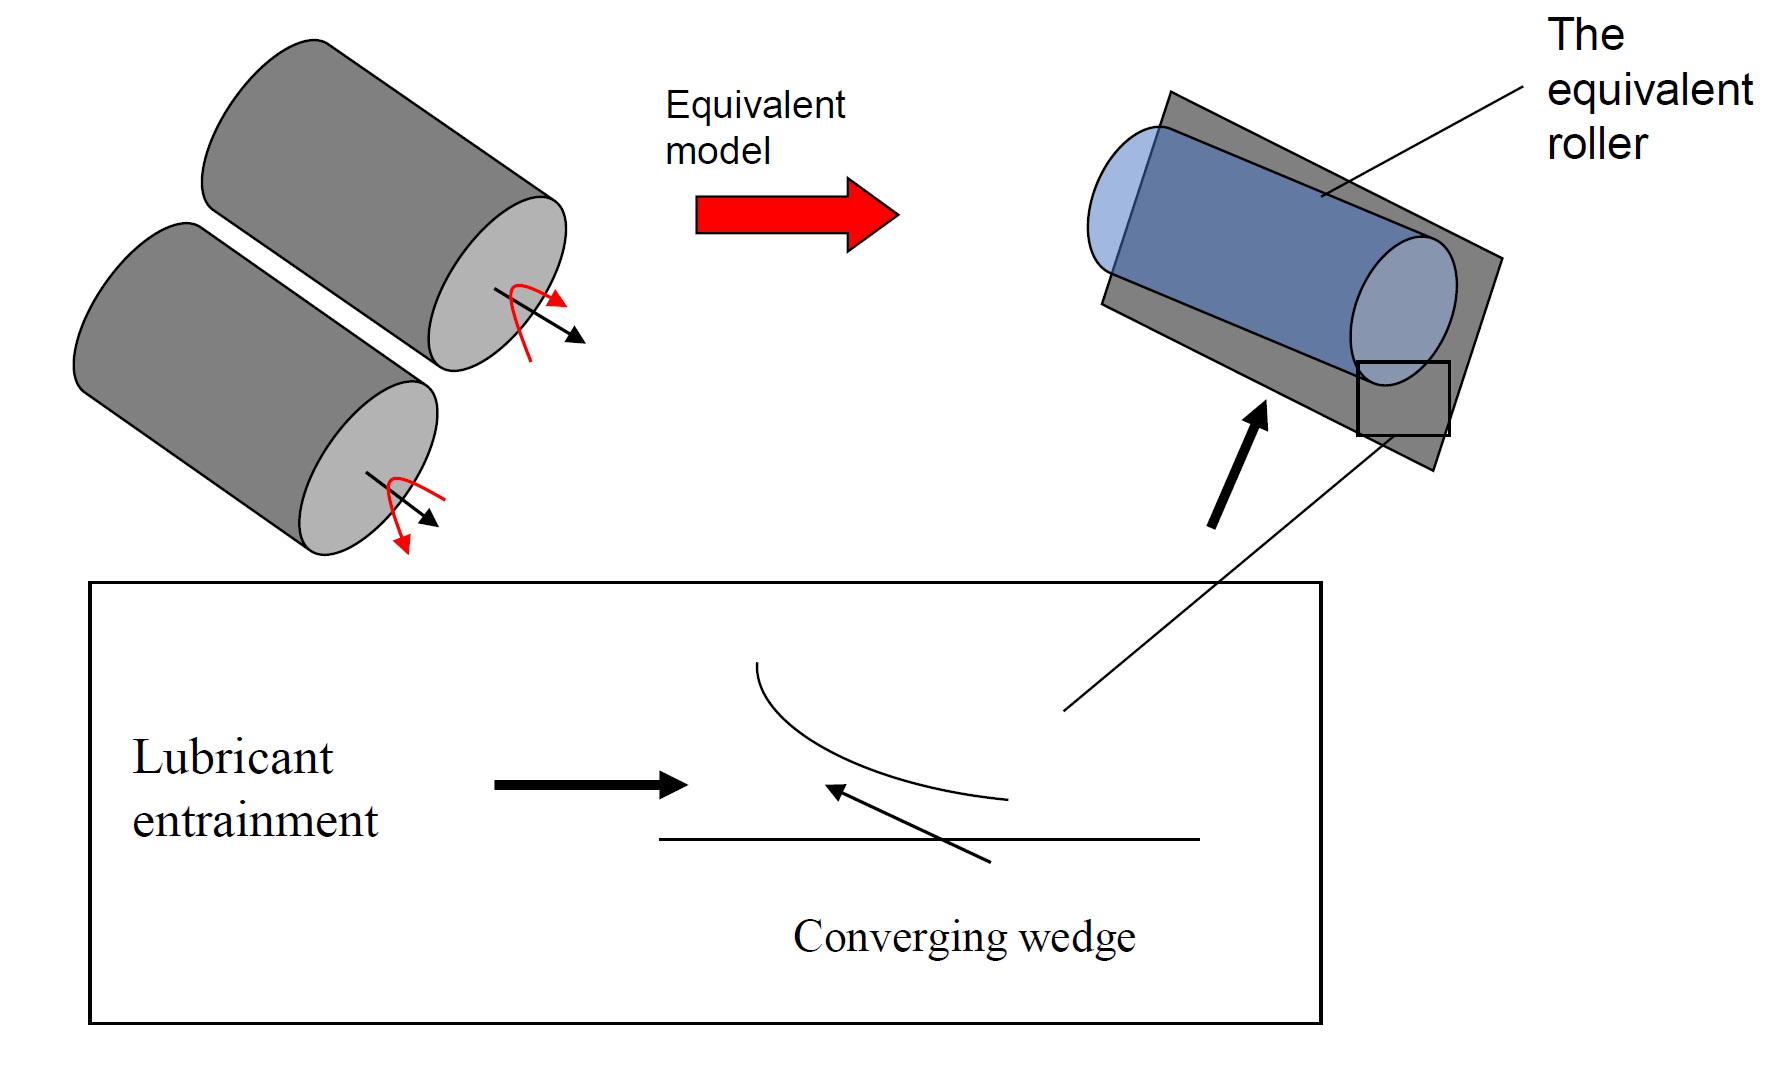 Equivalent
model
The
equivalent
roller
Lubricant
entrainment
Converging wedge